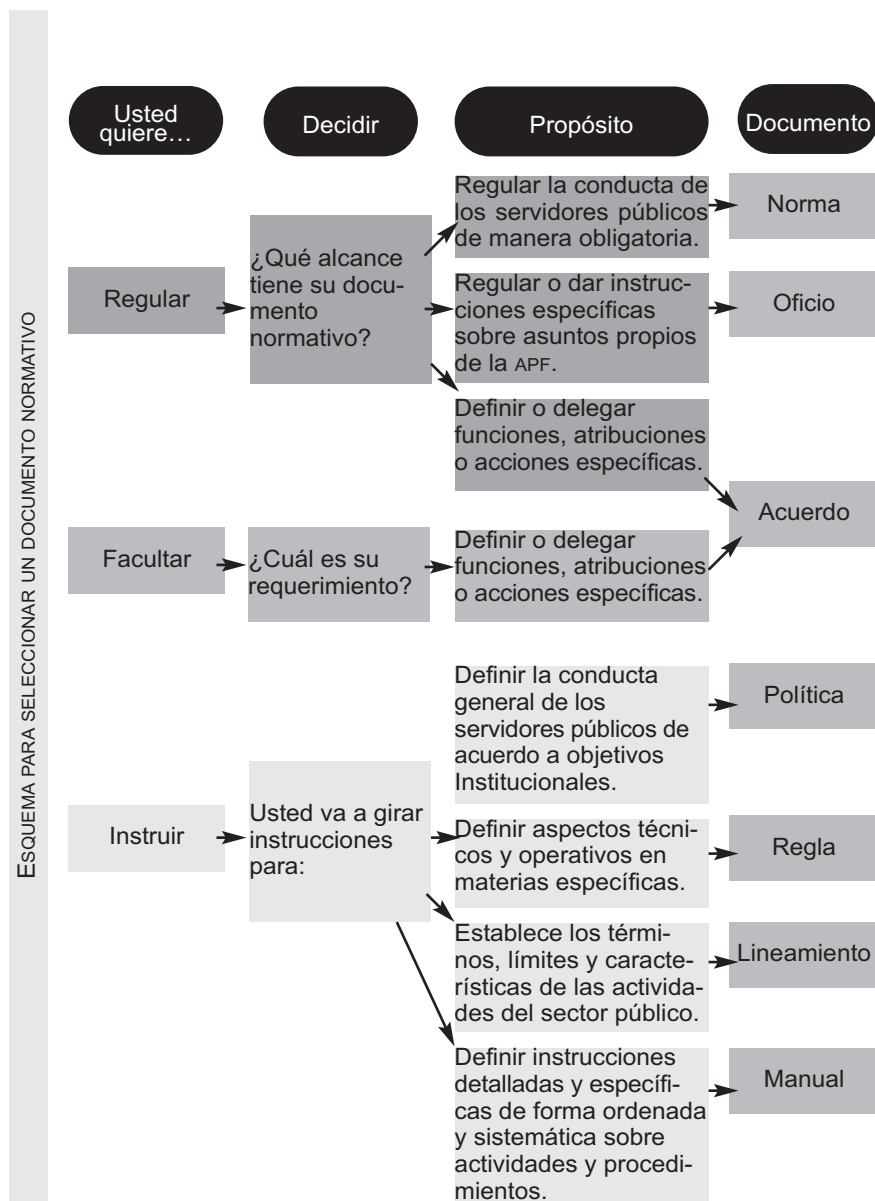 ESQUEMA PARA SELECCIONAR UN DOCUMENTO NORMATIVO
Usted
quiere…
Decidir
Propósito
Documento
Regular
¿Qué alcance
tiene su docu-
mento
normativo?
Regular la conducta de
los servidores públicos
de manera obligatoria.
Norma
Regular o dar instruc-
ciones específicas
sobre asuntos propios
de la APF.
Oficio
Definir o delegar
funciones, atribuciones
o acciones específicas.
Acuerdo
Facultar
¿Cuál es su
requerimiento?
Definir o delegar
funciones, atribuciones
o acciones específicas.
Instruir
Usted va a girar
instrucciones
para:
Definir la conducta
general de los
servidores públicos de
acuerdo a objetivos
Institucionales.
Política
Definir aspectos técni-
cos y operativos en
materias específicas.
Regla
Establece los térmi-
nos, límites y caracte-
rísticas de las activida-
des del sector público.
Lineamiento
Definir instrucciones
detalladas y específi-
cas de forma ordenada
y sistemática sobre
actividades y procedi-
mientos.
Manual